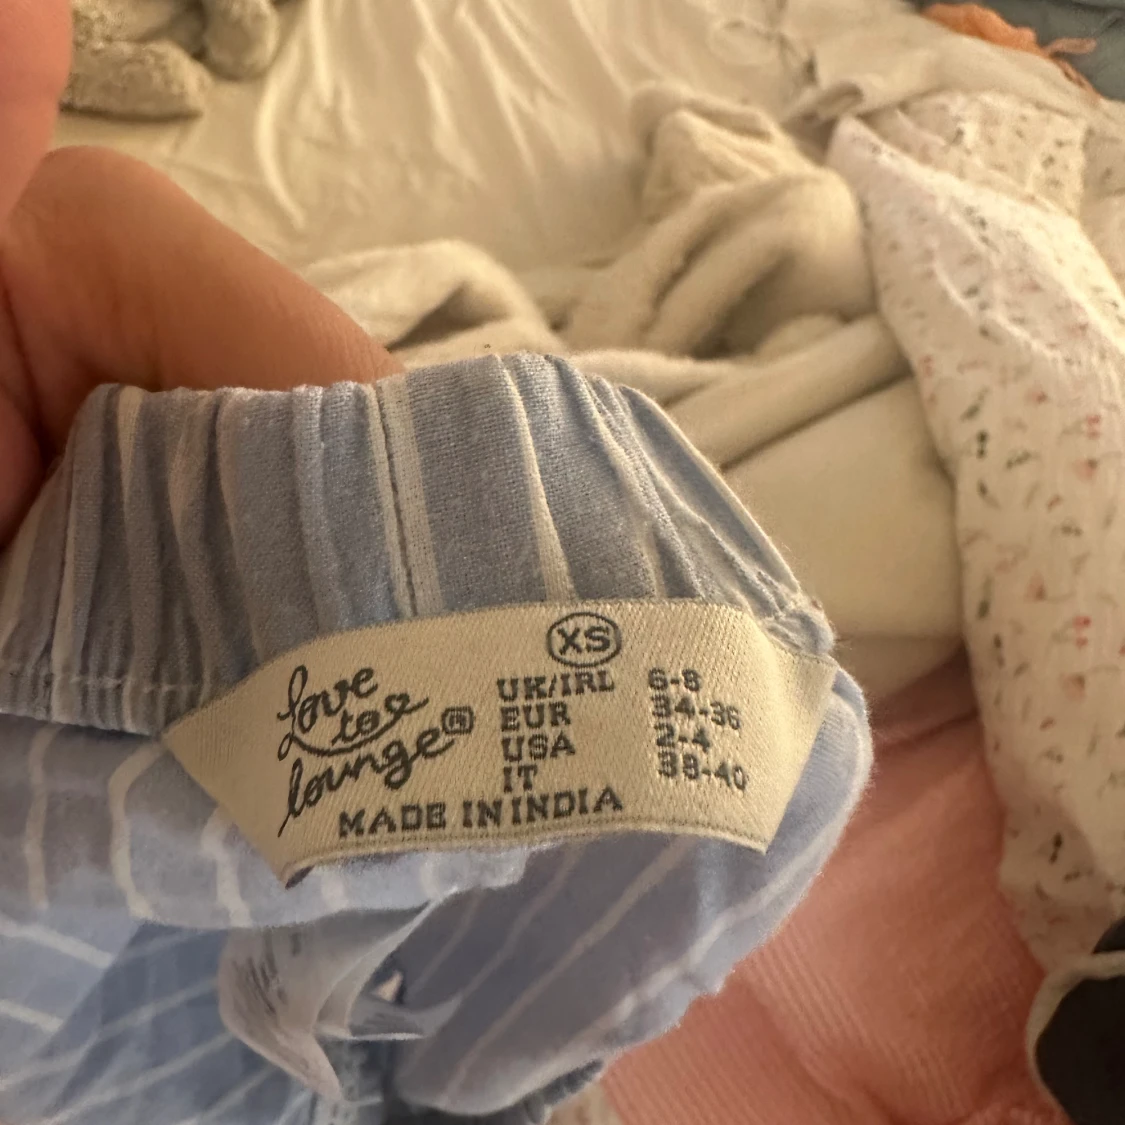 XS
love
to
lounge®
UK/IRL 6-8
EUR 34-36
USA 2-4
IT 38-40
MADE IN INDIA